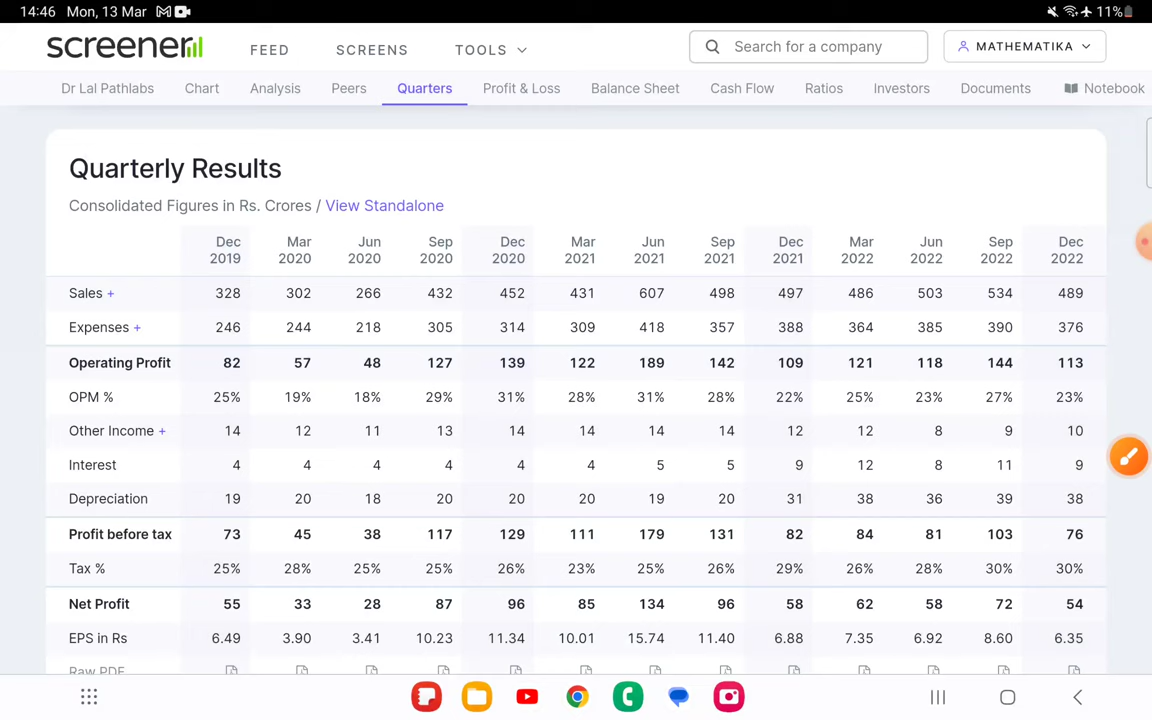 14:46 Mon, 13 Mar 11%
screener FEED SCREENS TOOLS Search for a company MATHEMATIKA
Dr Lal Pathlabs Chart Analysis Peers Quarters Profit & Loss Balance Sheet Cash Flow Ratios Investors Documents Notebook
Quarterly Results
Consolidated Figures in Rs. Crores / View Standalone
Dec 2019 Mar 2020 Jun 2020 Sep 2020 Dec 2020 Mar 2021 Jun 2021 Sep 2021 Dec 2021 Mar 2022 Jun 2022 Sep 2022 Dec 2022
Sales + 328 302 266 432 452 431 607 498 497 486 503 534 489
Expenses + 246 244 218 305 314 309 418 357 388 364 385 390 376
Operating Profit 82 57 48 127 139 122 189 142 109 121 118 144 113
OPM % 25% 19% 18% 29% 31% 28% 31% 28% 22% 25% 23% 27% 23%
Other Income + 14 12 11 13 14 14 14 14 12 12 8 9 10
Interest 4 4 4 4 4 4 5 5 9 12 8 11 9
Depreciation 19 20 18 20 20 20 19 20 31 38 36 39 38
Profit before tax 73 45 38 117 129 111 179 131 82 84 81 103 76
Tax % 25% 28% 25% 25% 26% 23% 25% 26% 29% 26% 28% 30% 30%
Net Profit 55 33 28 87 96 85 134 96 58 62 58 72 54
EPS in Rs 6.49 3.90 3.41 10.23 11.34 10.01 15.74 11.40 6.88 7.35 6.92 8.60 6.35
Raw PDF